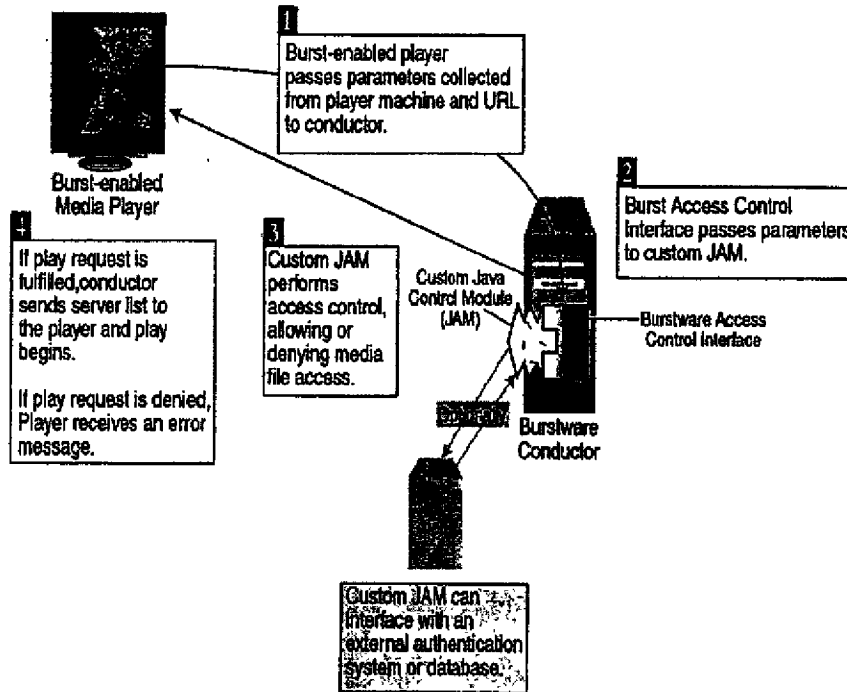 1
Burst-enabled player
passes parameters collected
from player machine and URL
to conductor.
Burst-enabled
Media Player
2
Burst Access Control
Interface passes parameters
to custom JAM.
4
If play request is
fulfilled,conductor
sends server list to
the player and play
begins.
If play request is denied,
Player receives an error
message.
3
Custom JAM
performs
access control,
allowing or
denying media
file access.
Custom Java
Control Module
(JAM)
Burstware Access
Control Interface
Burstware
Conductor
Custom JAM can
Interface with an
external authentication
system or database.